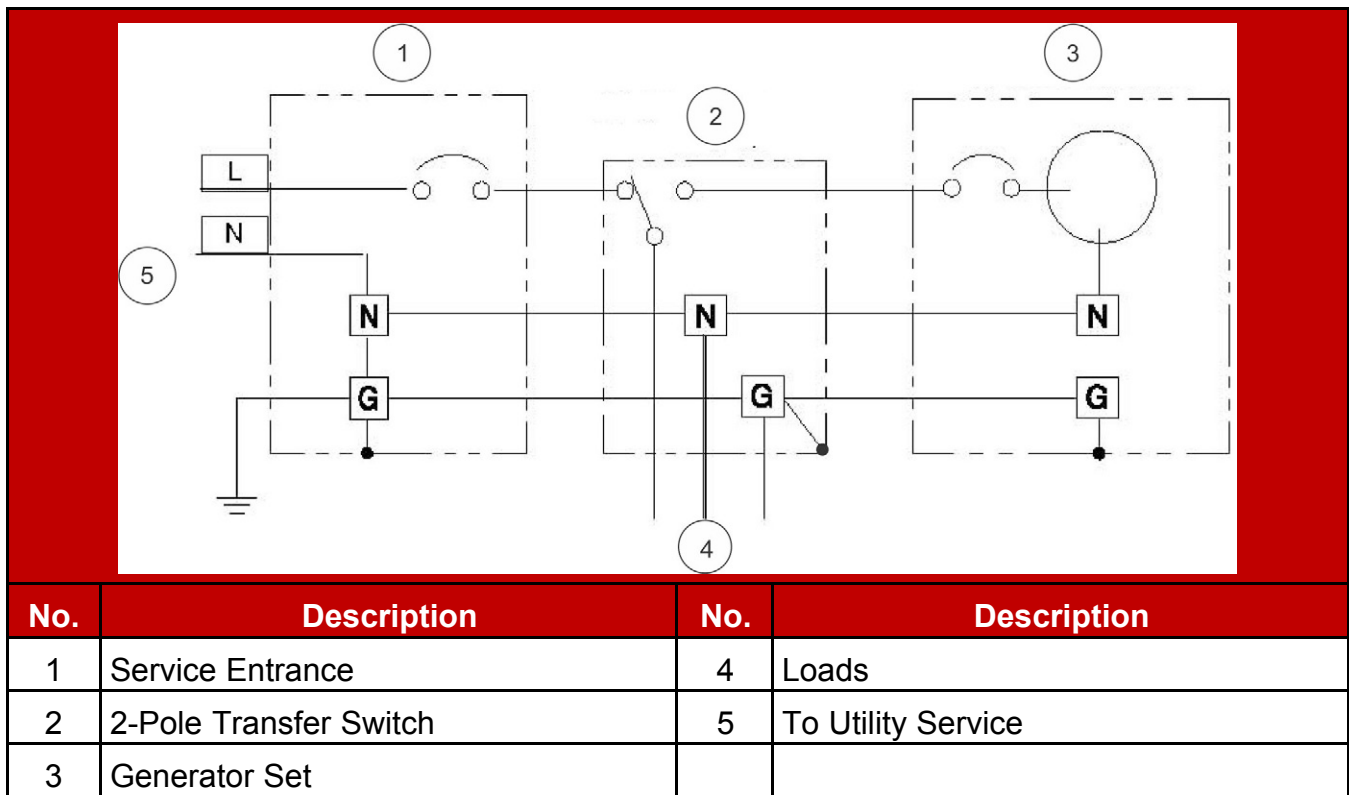 1
3
2
L
N
5
N
N
N
G
G
G
4
No. Description No. Description
1 Service Entrance 4 Loads
2 2-Pole Transfer Switch 5 To Utility Service
3 Generator Set